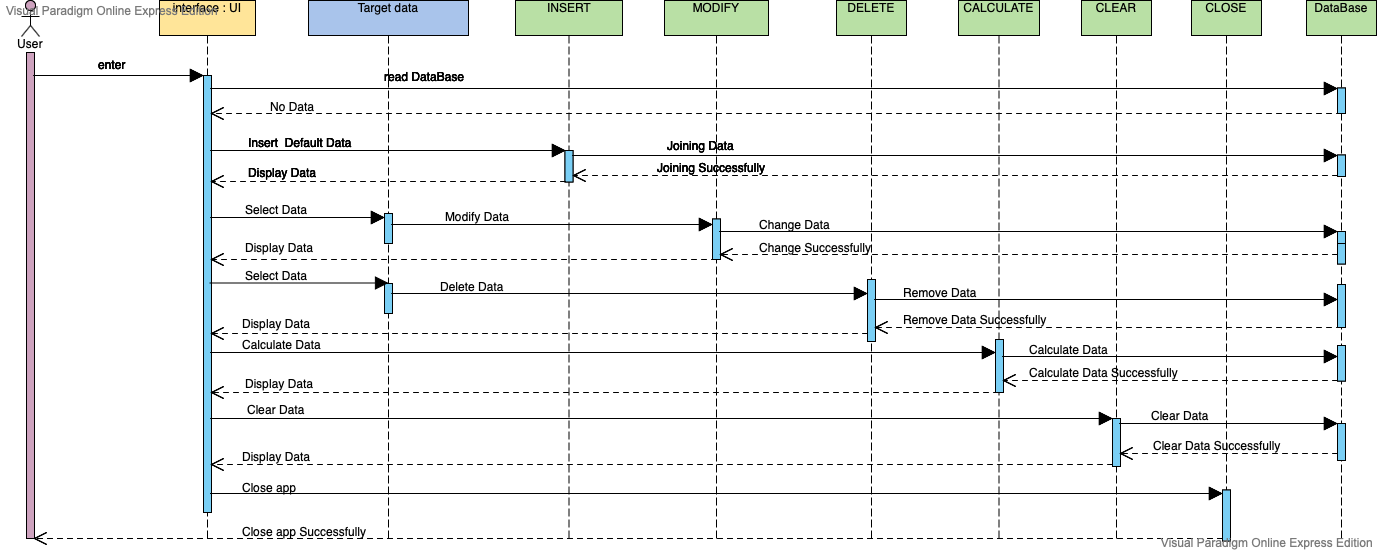 Visual Paradigm Online Express Edition
interface : UI
Target data
INSERT
MODIFY
DELETE
CALCULATE
CLEAR
CLOSE
DataBase
User
enter
read DataBase
No Data
Insert  Default Data
Joining Data
Joining Successfully
Display Data
Select Data
Modify Data
Change Data
Display Data
Change Successfully
Select Data
Delete Data
Remove Data
Display Data
Remove Data Successfully
Calculate Data
Calculate Data
Calculate Data Successfully
Display Data
Clear Data
Clear Data
Clear Data Successfully
Display Data
Close app
Close app Successfully
Visual Paradigm Online Express Edition